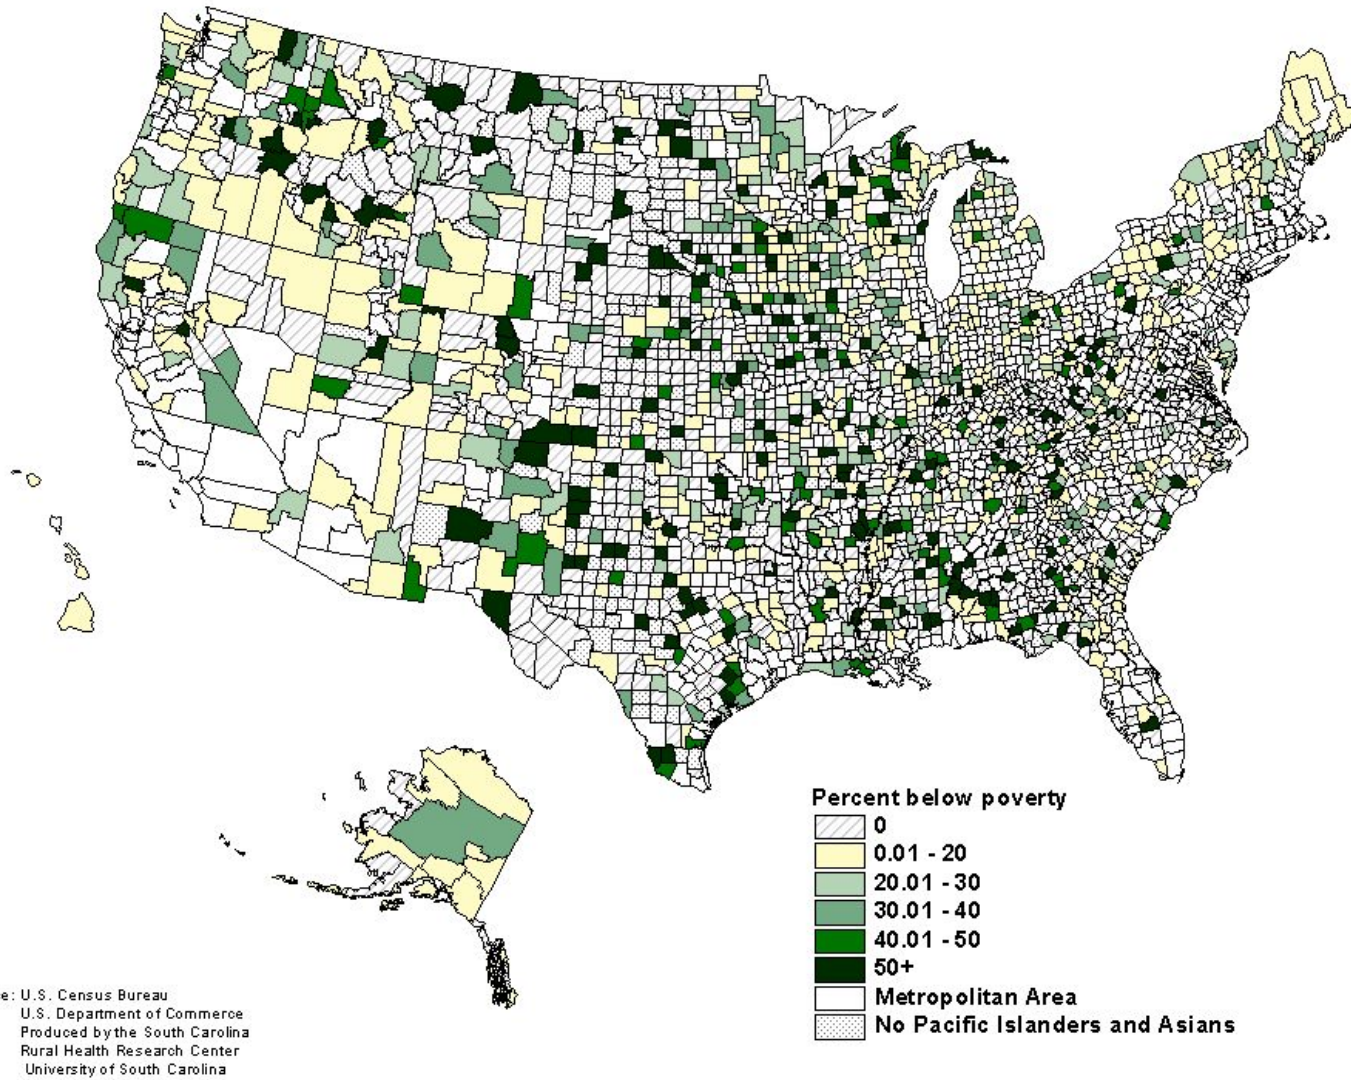 Percent below poverty
0
0.01 - 20
20.01 - 30
30.01 - 40
40.01 - 50
50+
Metropolitan Area
No Pacific Islanders and Asians
e: U.S. Census Bureau
U.S. Department of Commerce
Produced by the South Carolina
Rural Health Research Center
University of South Carolina